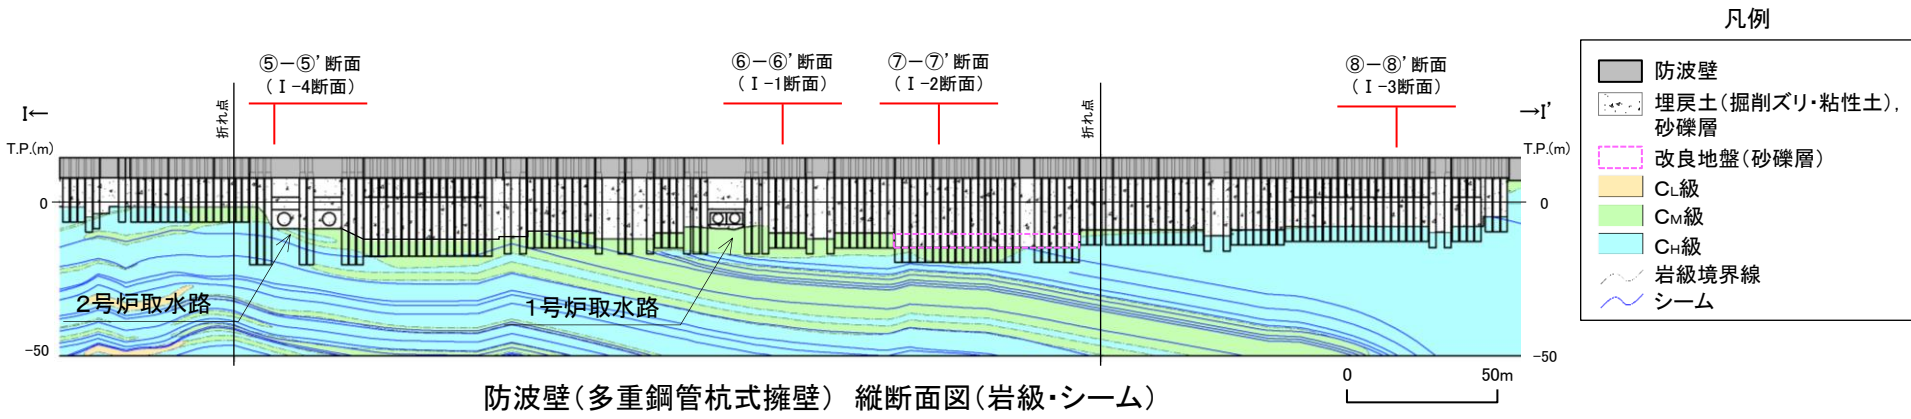 凡例
防波壁
埋戻土(掘削ズリ・粘性土),
砂礫層
改良地盤(砂礫層)
CL級
CM級
CH級
岩級境界線
シーム
⑤-⑤' 断面
(Ⅰ-4断面)
⑥-⑥' 断面
(Ⅰ-1断面)
⑦-⑦' 断面
(Ⅰ-2断面)
⑧-⑧' 断面
(Ⅰ-3断面)
I←
→I'
折れ点
折れ点
T.P.(m)
T.P.(m)
0
0
2号炉取水路
1号炉取水路
-50
-50
0
50m
防波壁(多重鋼管杭式擁壁) 縦断面図(岩級・シーム)